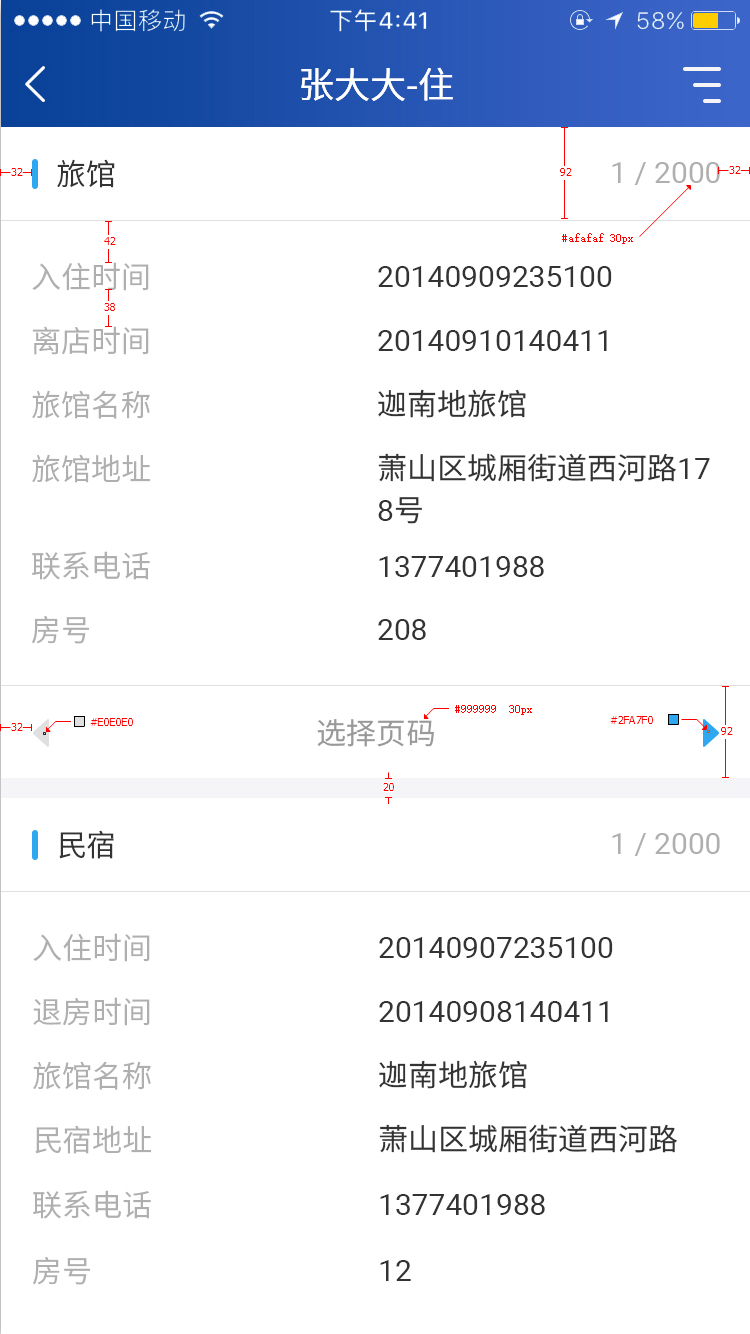 中国移动 下午4:41 58%
张大大-住
32 旅馆 92 1 / 2000 32
#afafaf 30px
42
入住时间 20140909235100
38
离店时间 20140910140411
旅馆名称 迦南地旅馆
旅馆地址 萧山区城厢街道西河路17
8号
联系电话 1377401988
房号 208
#999999 30px
#E0E0E0 #2FA7F0
32 选择页码 92
20
民宿 1 / 2000
入住时间 20140907235100
退房时间 20140908140411
旅馆名称 迦南地旅馆
民宿地址 萧山区城厢街道西河路
联系电话 1377401988
房号 12